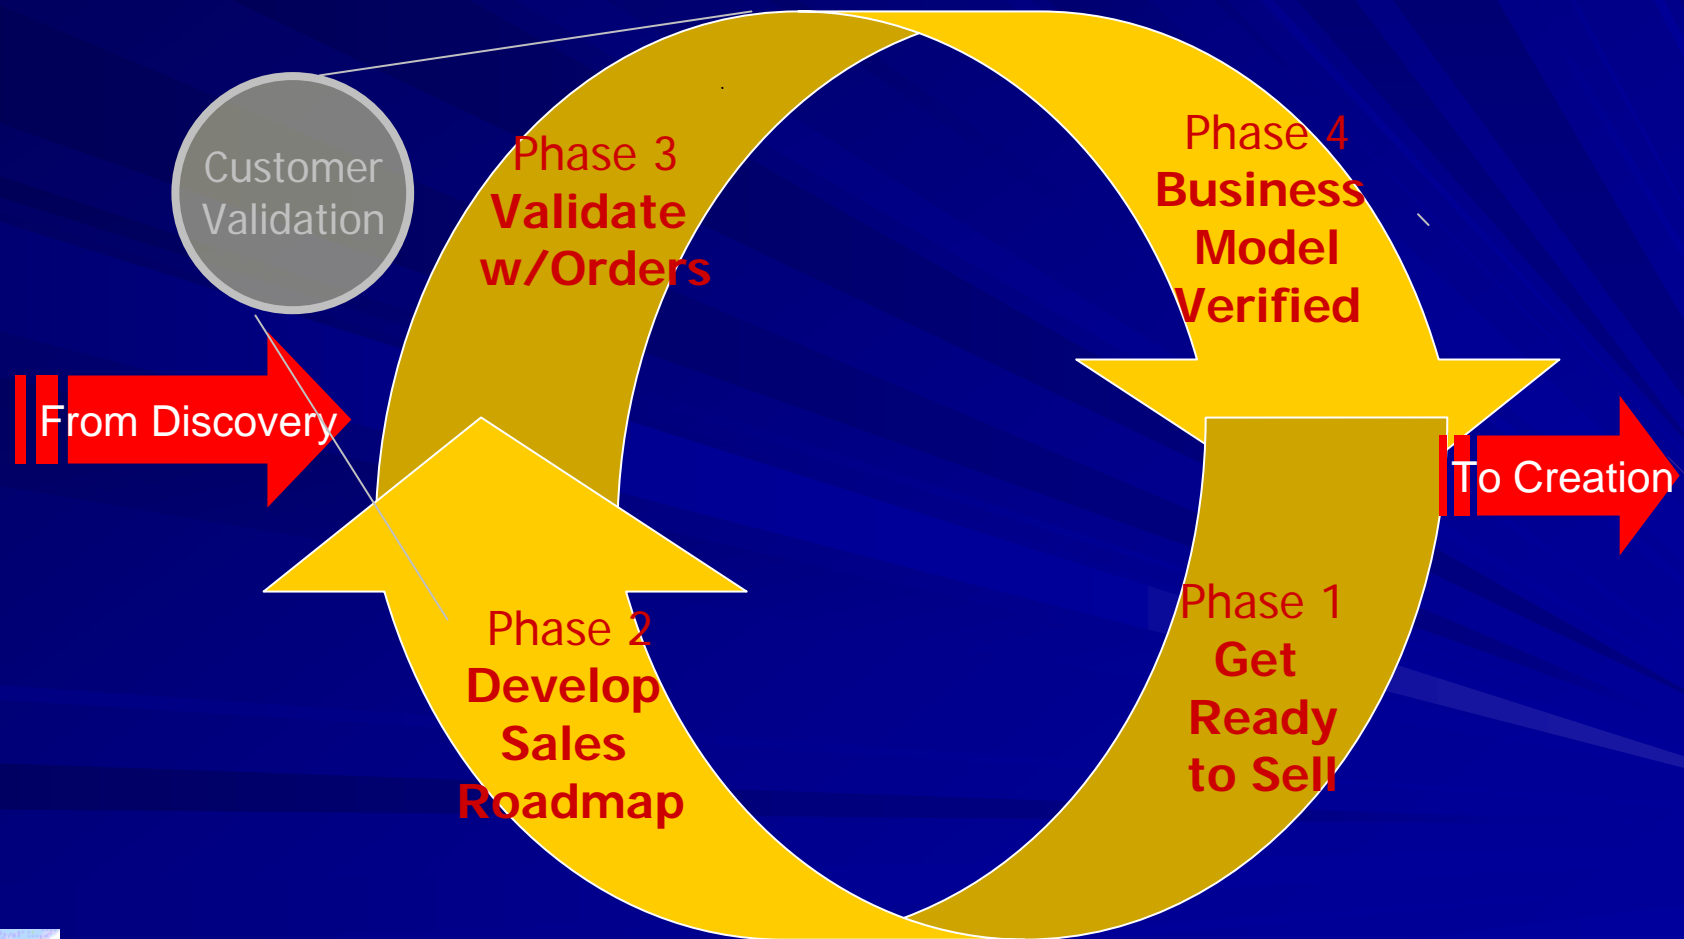 Customer
Validation
Phase 3
Validate
w/Orders
Phase 4
Business
Model
Verified
From Discovery
To Creation
Phase 2
Develop
Sales
Roadmap
Phase 1
Get
Ready
to Sell